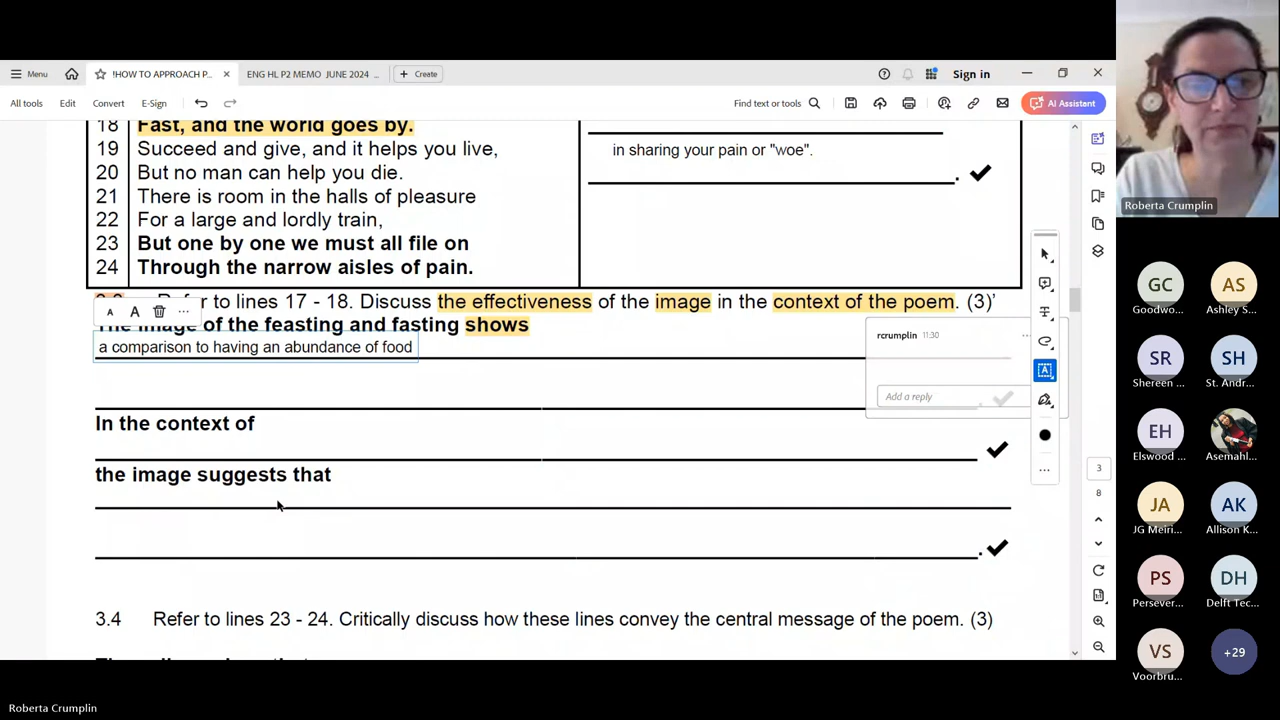 Menu
!HOW TO APPROACH P...
ENG HL P2 MEMO JUNE 2024 ...
Create
Sign in
All tools
Edit
Convert
E-Sign
Find text or tools
AI Assistant
18 Fast, and the world goes by.
19 Succeed and give, and it helps you live,
20 But no man can help you die.
21 There is room in the halls of pleasure
22 For a large and lordly train,
23 But one by one we must all file on
24 Through the narrow aisles of pain.
in sharing your pain or "woe".
.
Refer to lines 17 - 18. Discuss the effectiveness of the image in the context of the poem. (3)’
The image of the feasting and fasting shows
a comparison to having an abundance of food
A A ...
rcrumplin 11:30
Add a reply
In the context of
the image suggests that
.
3.4 Refer to lines 23 - 24. Critically discuss how these lines convey the central message of the poem. (3)
3
8
Roberta Crumplin
GC
Goodwo...
AS
Ashley S...
SR
Shereen ...
SH
St. Andr...
EH
Elswood ...
Asemahl...
JA
JG Meiri...
AK
Allison K...
PS
Persever...
DH
Delft Tec...
VS
Voorbru...
+29
Roberta Crumplin